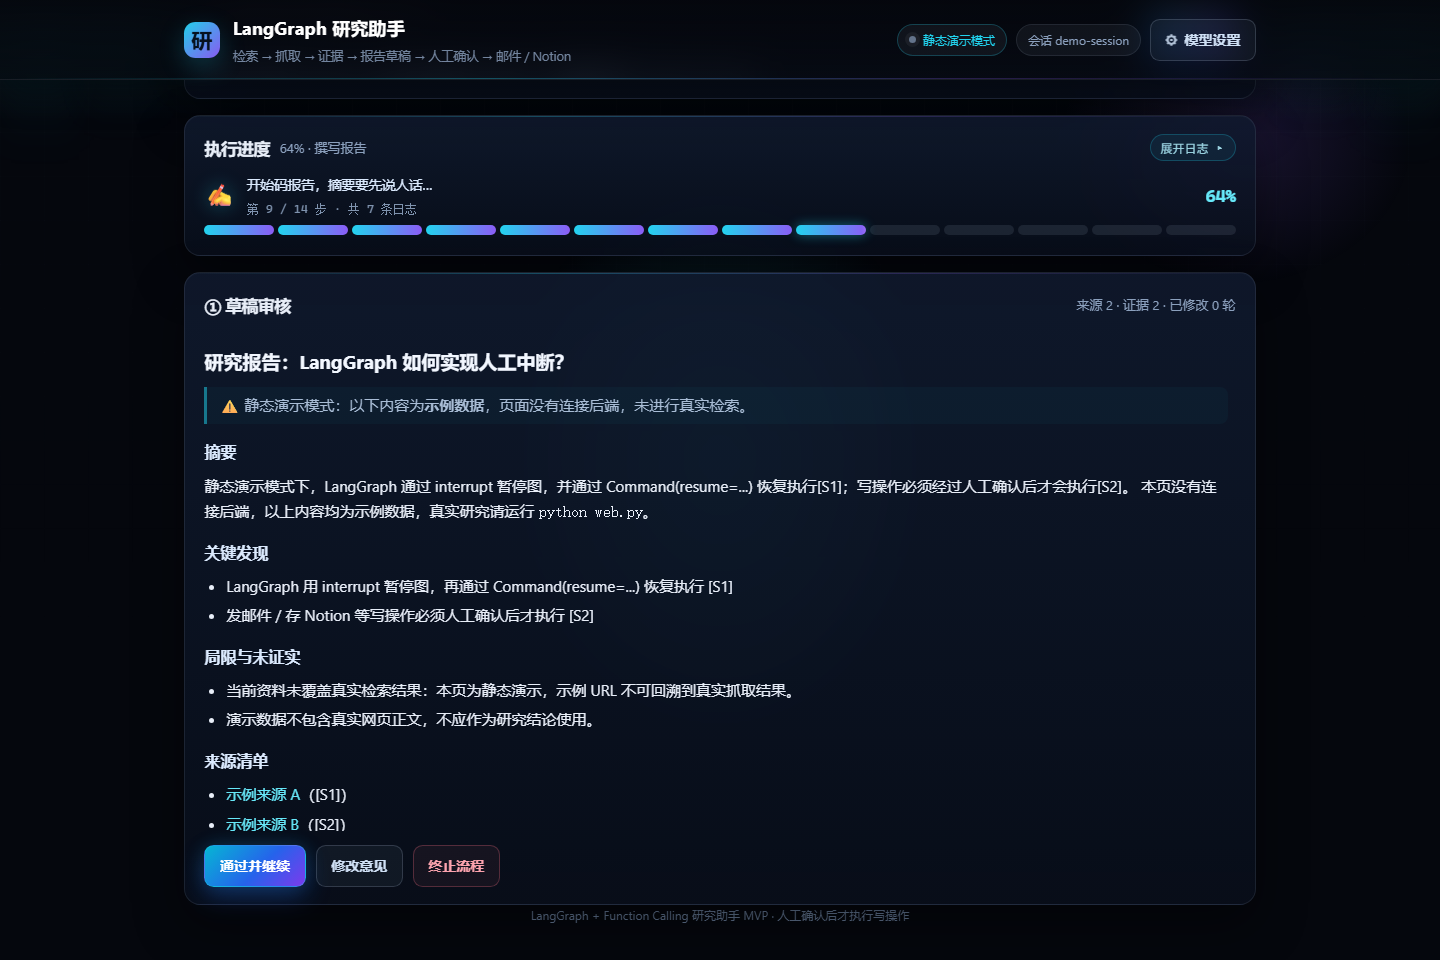 研
LangGraph 研究助手
检索 → 抓取 → 证据 → 报告草稿 → 人工确认 → 邮件 / Notion
静态演示模式
会话 demo-session
⚙ 模型设置
执行进度 64% · 撰写报告
展开日志 ▸
✍️ 开始码报告，摘要要先说人话...
第 9 / 14 步 · 共 7 条日志
64%
① 草稿审核
来源 2 · 证据 2 · 已修改 0 轮
研究报告：LangGraph 如何实现人工中断？
⚠️ 静态演示模式：以下内容为示例数据，页面没有连接后端，未进行真实检索。
摘要
静态演示模式下，LangGraph 通过 interrupt 暂停图，并通过 Command(resume=...) 恢复执行[S1]；写操作必须经过人工确认后才会执行[S2]。 本页没有连
接后端，以上内容均为示例数据，真实研究请运行 python web.py。
关键发现
• LangGraph 用 interrupt 暂停图，再通过 Command(resume=...) 恢复执行 [S1]
• 发邮件 / 存 Notion 等写操作必须人工确认后才执行 [S2]
局限与未证实
• 当前资料未覆盖真实检索结果：本页为静态演示，示例 URL 不可回溯到真实抓取结果。
• 演示数据不包含真实网页正文，不应作为研究结论使用。
来源清单
• 示例来源 A（[S1]）
• 示例来源 B（[S2]）
通过并继续
修改意见
终止流程
LangGraph + Function Calling 研究助手 MVP · 人工确认后才执行写操作